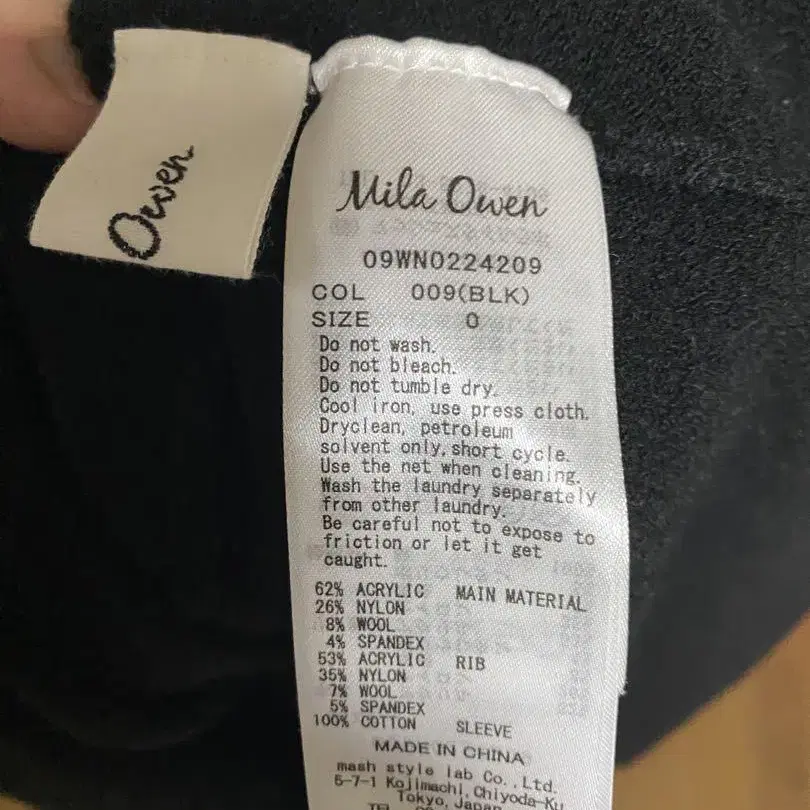 Owen
Mila Owen
09WN0224209
COL 009(BLK)
SIZE 0
Do not wash.
Do not bleach.
Do not tumble dry.
Cool iron, use press cloth.
Dryclean, petroleum
solvent only,short cycle.
Use the net when cleaning.
Wash the laundry separately
from other laundry.
Be careful not to expose to
friction or let it get
caught.
62% ACRYLIC MAIN MATERIAL
26% NYLON
8% WOOL
4% SPANDEX
53% ACRYLIC RIB
35% NYLON
7% WOOL
5% SPANDEX
100% COTTON SLEEVE
MADE IN CHINA
mash style lab Co.,Ltd.
5-7-1 Kojimachi,Chiyoda-Ku
Tokyo,Japan
TEL